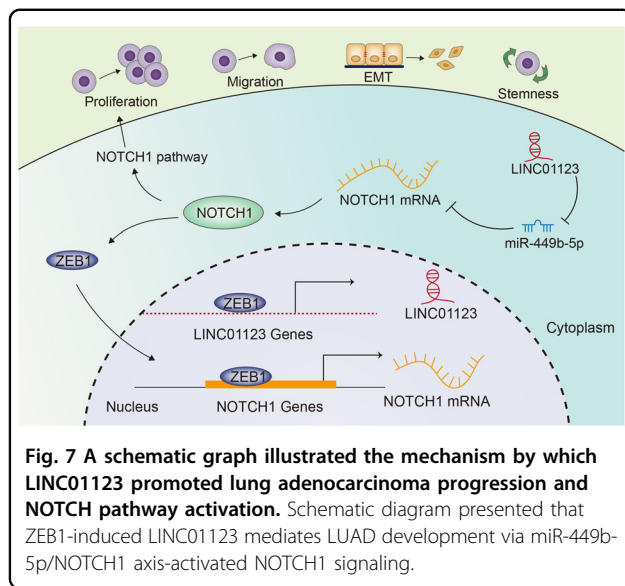 Proliferation
Migration
EMT
Stemness
NOTCH1 pathway
LINC01123
NOTCH1 mRNA
NOTCH1
miR-449b-5p
ZEB1
ZEB1
LINC01123 Genes
LINC01123
Cytoplasm
ZEB1
Nucleus
NOTCH1 Genes
NOTCH1 mRNA
Fig. 7 A schematic graph illustrated the mechanism by which
LINC01123 promoted lung adenocarcinoma progression and
NOTCH pathway activation. Schematic diagram presented that
ZEB1-induced LINC01123 mediates LUAD development via miR-449b-
5p/NOTCH1 axis-activated NOTCH1 signaling.